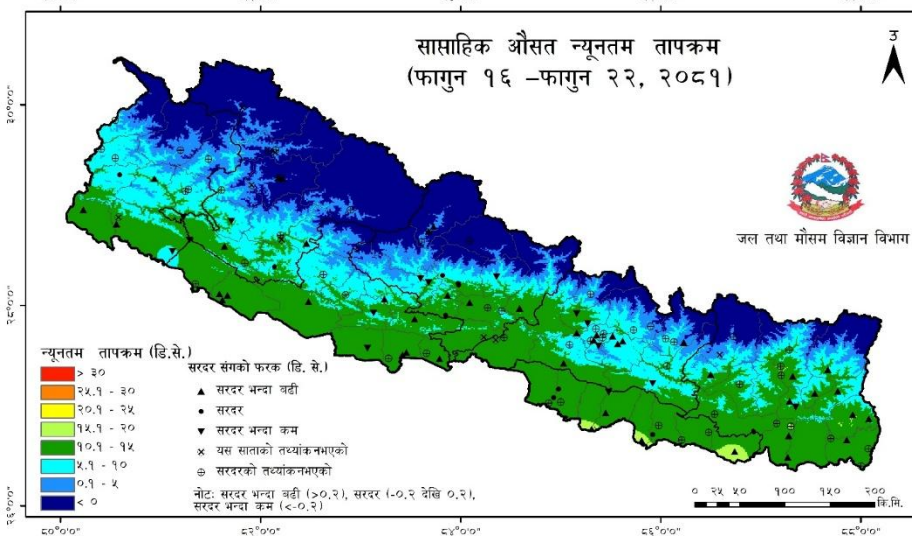 साप्ताहिक औसत न्यूनतम तापक्रम
(फागुन १६ –फागुन २२, २०८१)
उ
जल तथा मौसम विज्ञान विभाग
३०°०'०"
२८°०'०"
२६°०'०"
न्यूनतम तापक्रम (डि.से.)
> ३०
२५.१ - ३०
२०.१ - २५
१५.१ - २०
१०.१ - १५
५.१ - १०
०.१ - ५
< ०
सरदर संगको फरक (डि. से.)
सरदर भन्दा बढी
सरदर
सरदर भन्दा कम
यस साताको तथ्यांकनभएको
सरदरको तथ्यांकनभएको
नोट: सरदर भन्दा बढी (>०.२), सरदर (-०.२ देखि ०.२),
सरदर भन्दा कम (<-०.२)
० २५ ५० १०० १५० २००
कि.मि.
८०°०'०" ८२°०'०" ८४°०'०" ८६°०'०" ८८°०'०"